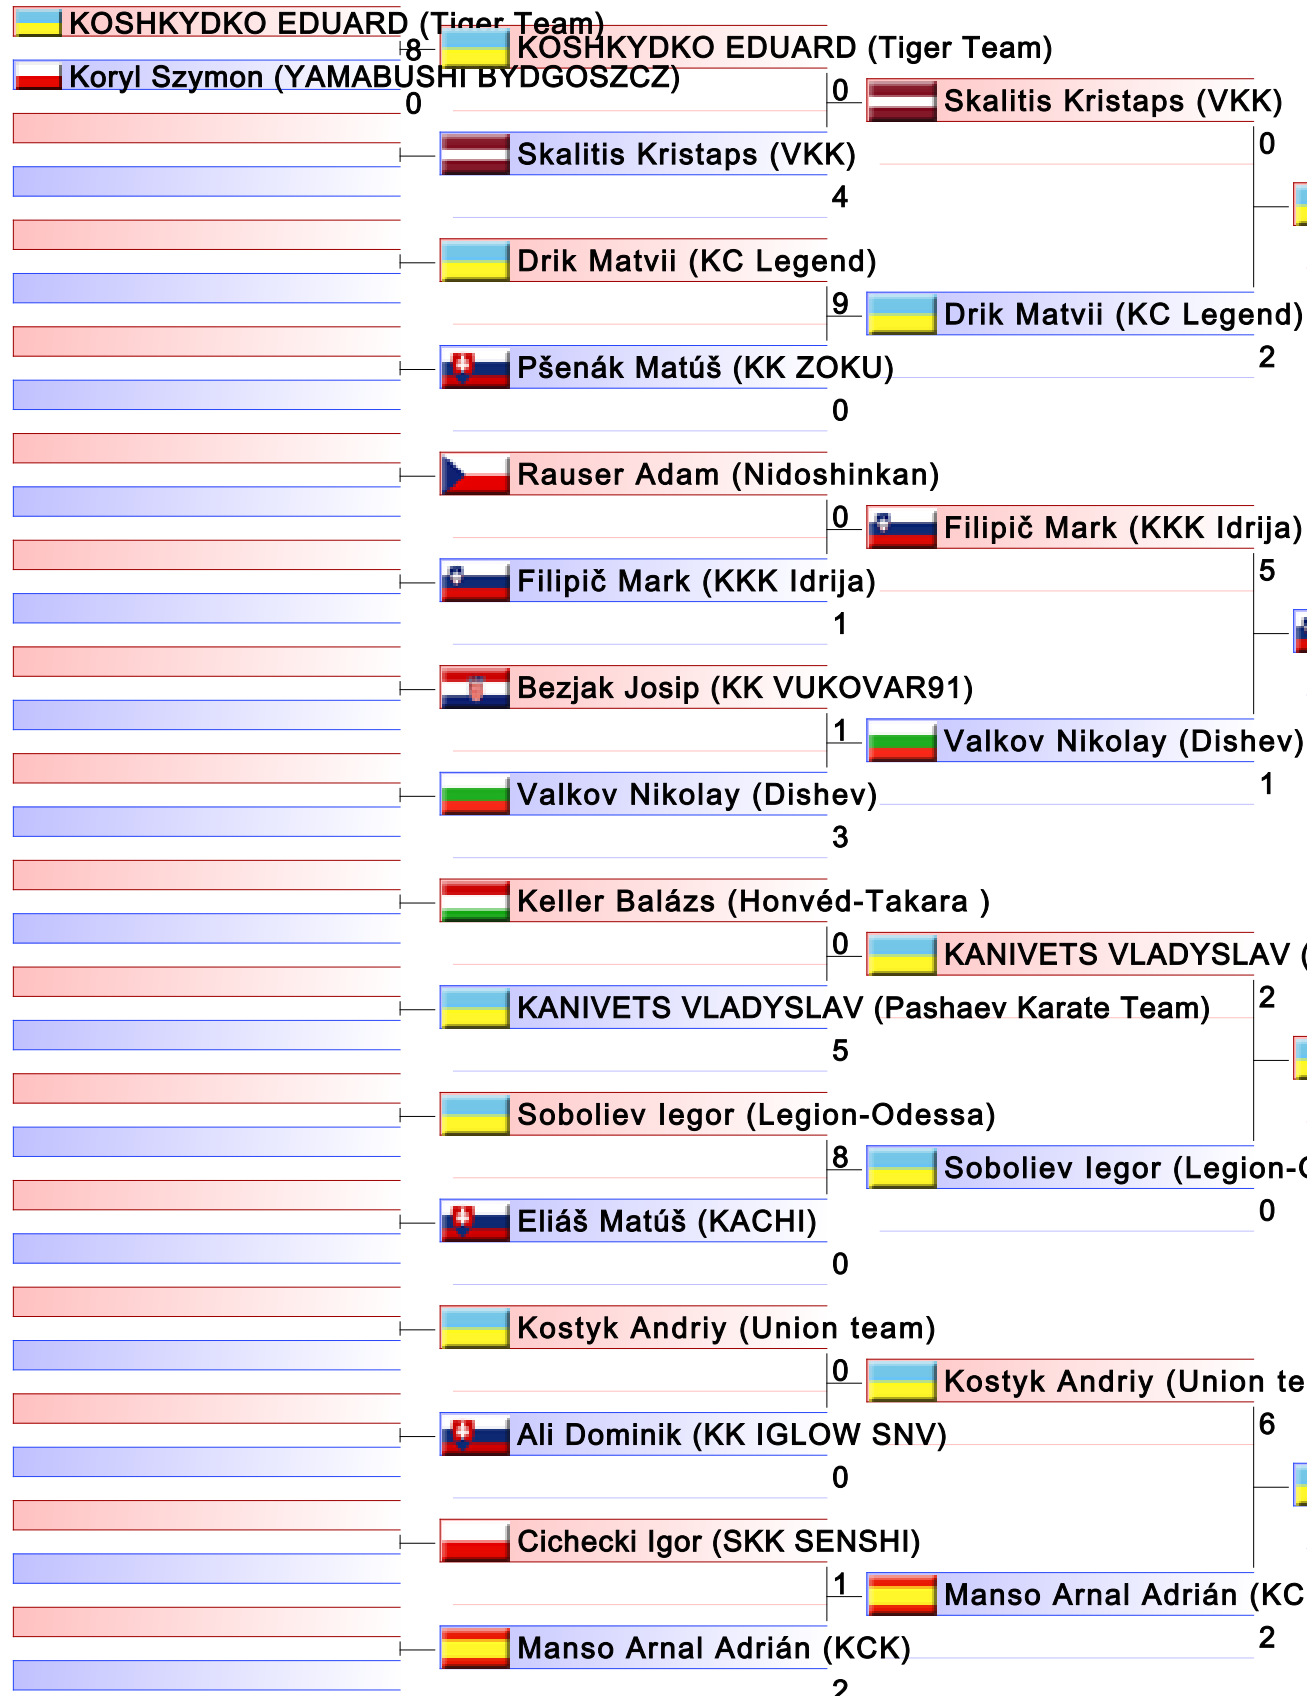 KOSHKYDKO EDUARD (Tiger Team)
8
Koryl Szymon (YAMABUSHI BYDGOSZCZ)
0
KOSHKYDKO EDUARD (Tiger Team)
0
Skalitis Kristaps (VKK)
4
Drik Matvii (KC Legend)
9
Pšenák Matúš (KK ZOKU)
0
Rauser Adam (Nidoshinkan)
0
Filipič Mark (KKK Idrija)
1
Bezjak Josip (KK VUKOVAR91)
1
Valkov Nikolay (Dishev)
3
Keller Balázs (Honvéd-Takara )
0
KANIVETS VLADYSLAV (Pashaev Karate Team)
5
Soboliev Iegor (Legion-Odessa)
8
Eliáš Matúš (KACHI)
0
Kostyk Andriy (Union team)
0
Ali Dominik (KK IGLOW SNV)
0
Cichecki Igor (SKK SENSHI)
1
Manso Arnal Adrián (KCK)
2
Skalitis Kristaps (VKK)
0
Drik Matvii (KC Legend)
2
Filipič Mark (KKK Idrija)
5
Valkov Nikolay (Dishev)
1
KANIVETS VLADYSLAV (
2
Soboliev Iegor (Legion-
0
Kostyk Andriy (Union te
6
Manso Arnal Adrián (KC
2